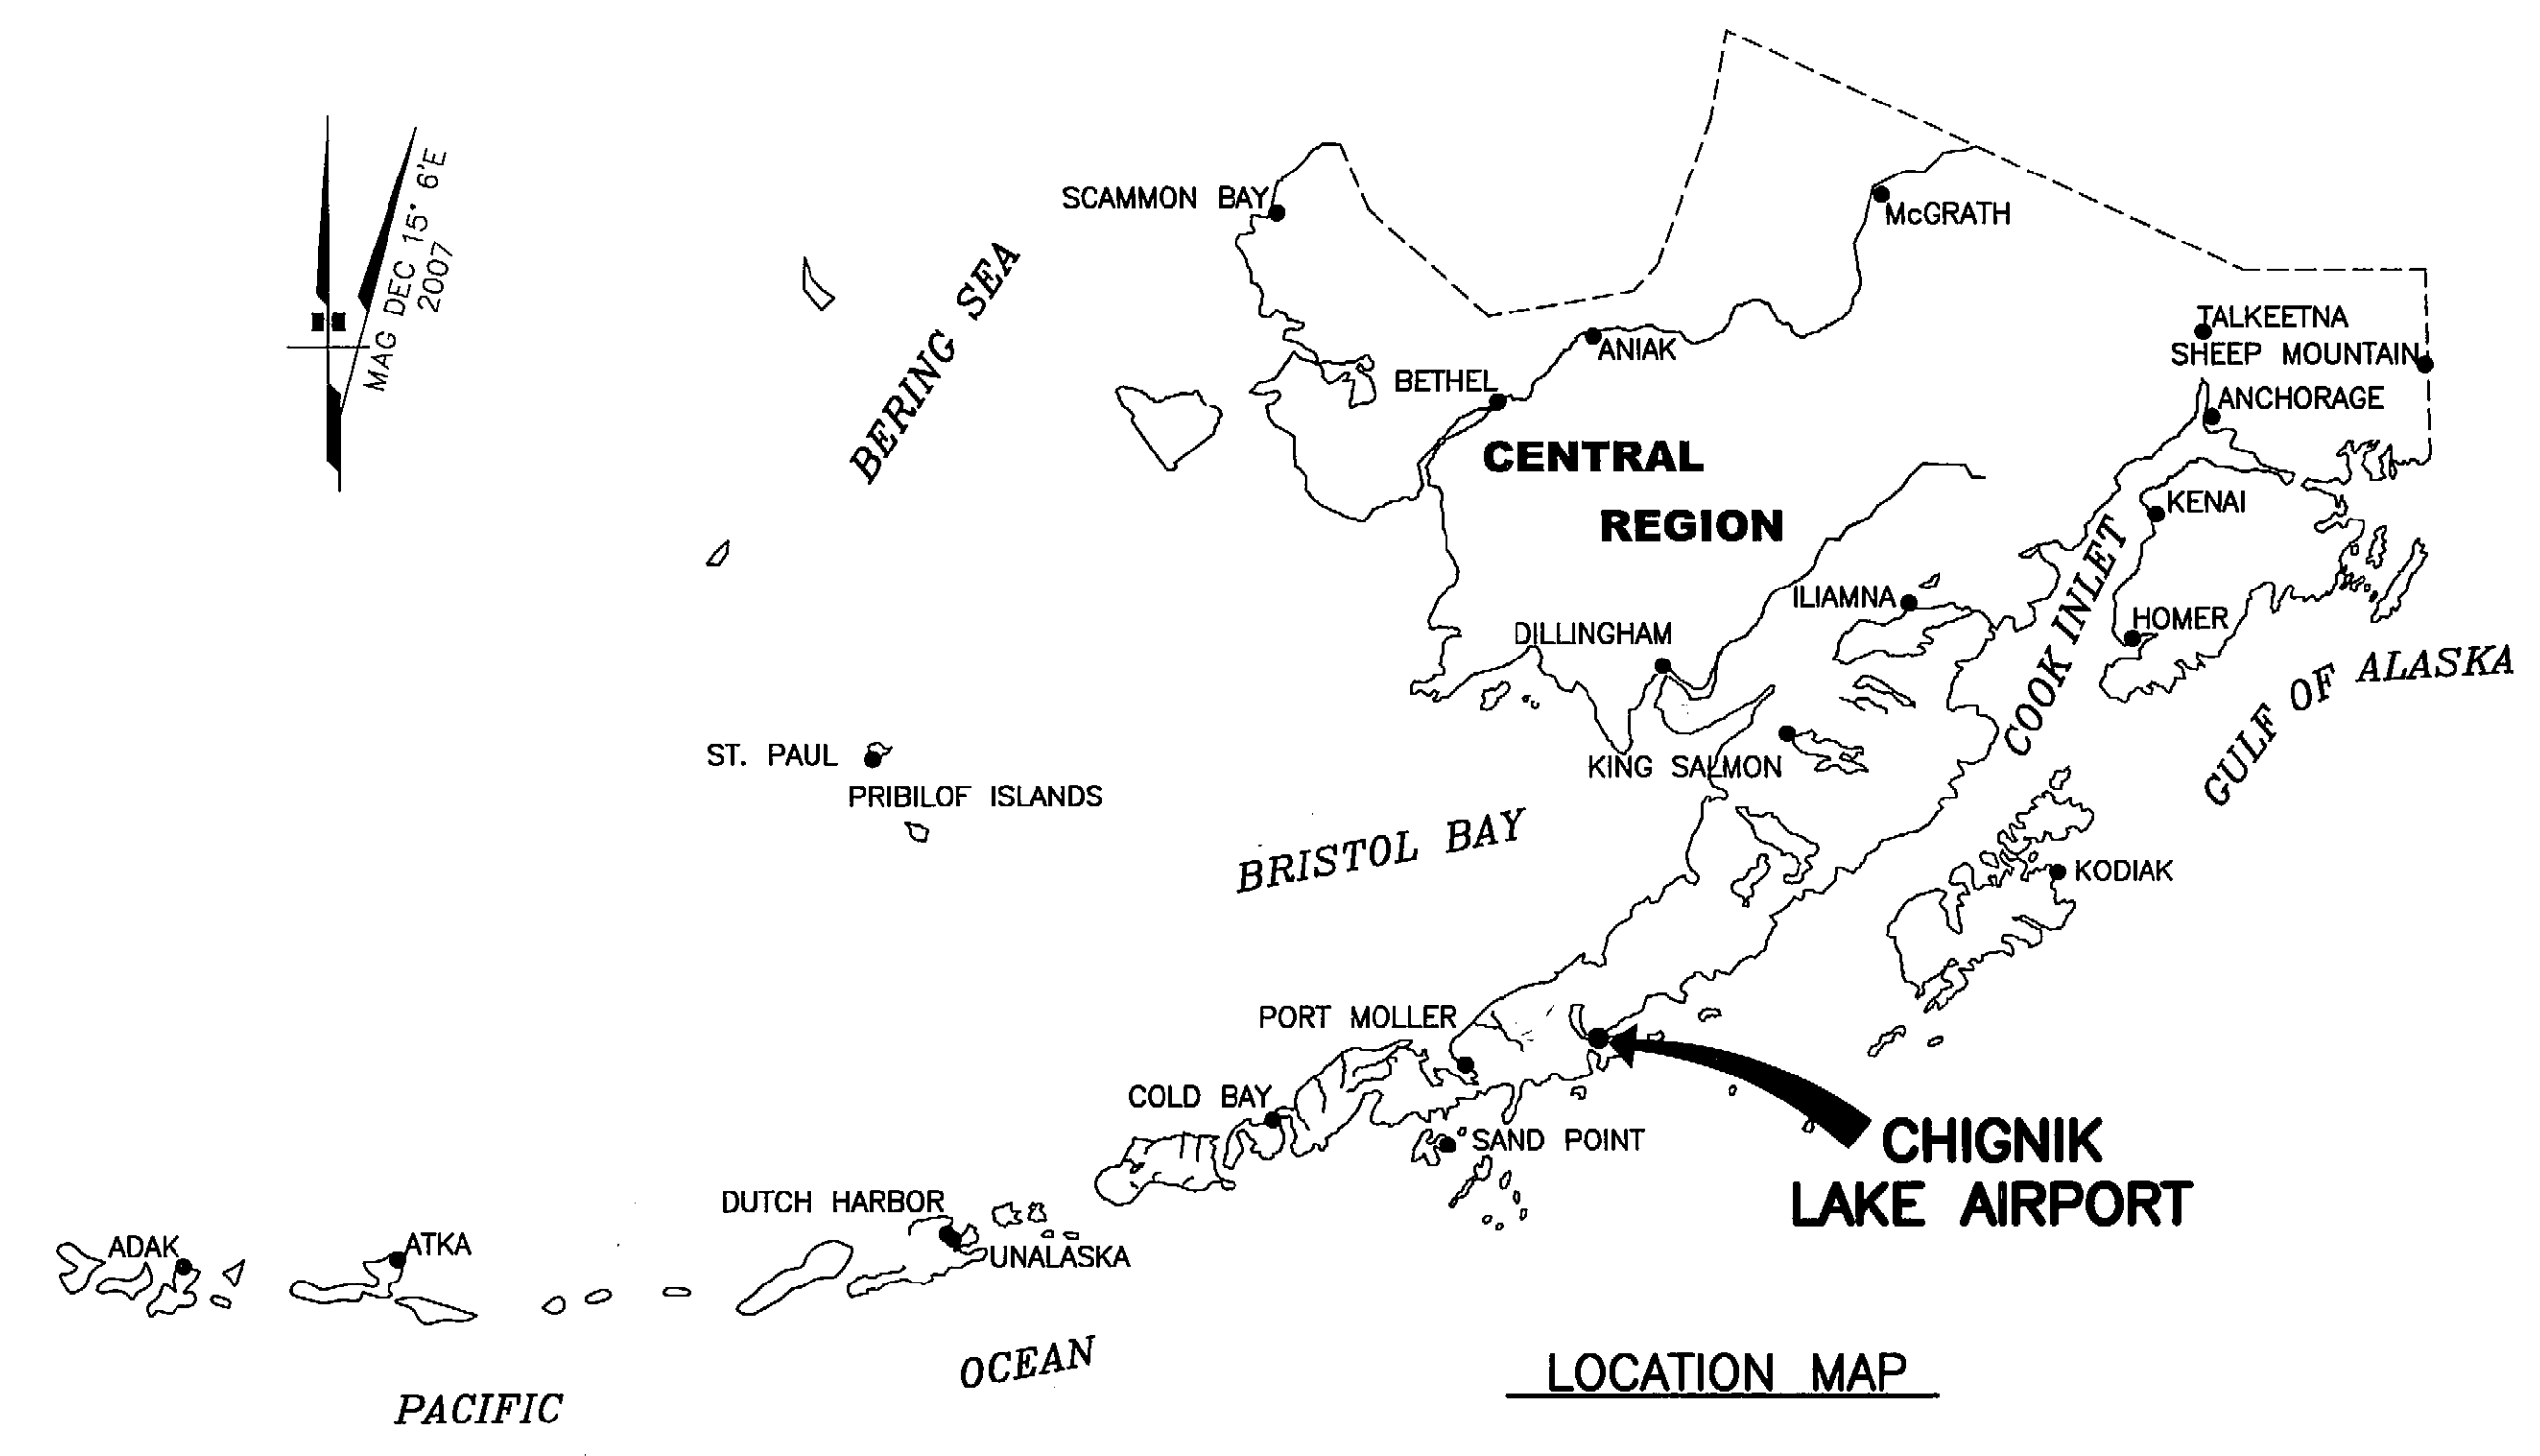 MAG DEC 15° 6'E
2007
SCAMMON BAY
McGRATH
BERING SEA
TALKEETNA
SHEEP MOUNTAIN
ANIAK
BETHEL
ANCHORAGE
CENTRAL
REGION
KENAI
COOK INLET
ILIAMNA
HOMER
DILLINGHAM
GULF OF ALASKA
ST. PAUL
KING SALMON
PRIBILOF ISLANDS
BRISTOL BAY
KODIAK
PORT MOLLER
COLD BAY
SAND POINT
CHIGNIK
LAKE AIRPORT
DUTCH HARBOR
ADAK
ATKA
UNALASKA
PACIFIC OCEAN
LOCATION MAP